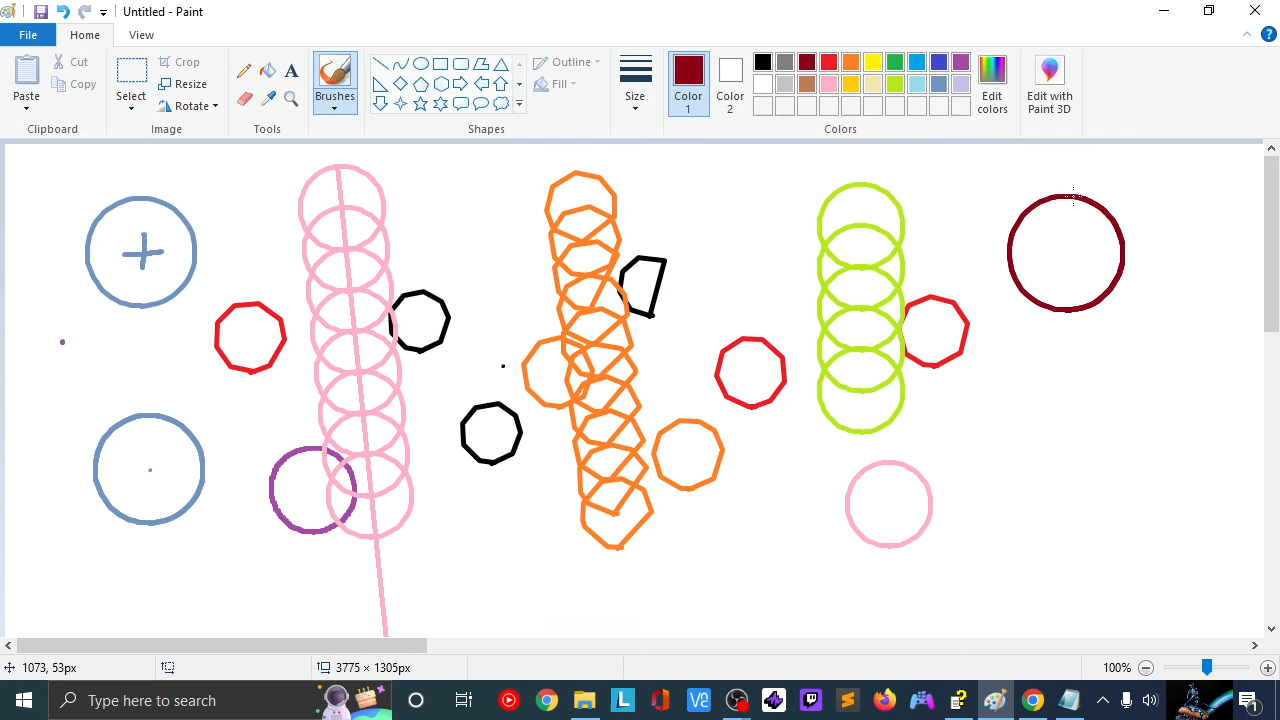 Untitled - Paint
File Home View
Paste
Cut
Copy
Clipboard
Select
Crop
Resize
Rotate
Image
Tools
Brushes
Shapes
Outline
Fill
Size
Color 1
Color 2
Edit colors
Colors
Edit with Paint 3D
1073, 53px
3775 × 1305px
100%
Type here to search